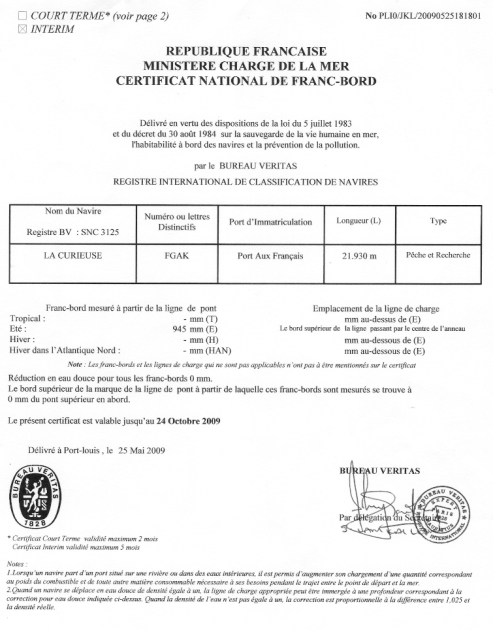 ☐ COURT TERME* (voir page 2)
☒ INTERIM
No PLI0/JKL/20090525181801
REPUBLIQUE FRANCAISE
MINISTERE CHARGE DE LA MER
CERTIFICAT NATIONAL DE FRANC-BORD
Délivré en vertu des dispositions de la loi du 5 juillet 1983
et du décret du 30 août 1984 sur la sauvegarde de la vie humaine en mer,
l'habitabilité à bord des navires et la prévention de la pollution.
par le BUREAU VERITAS
REGISTRE INTERNATIONAL DE CLASSIFICATION DE NAVIRES
Nom du Navire
Registre BV : SNC 3125
Numéro ou lettres
Distinctifs
Port d'Immatriculation
Longueur (L)
Type
LA CURIEUSE
FGAK
Port Aux Français
21.930 m
Pêche et Recherche
Franc-bord mesuré à partir de la ligne de pont
Tropical : - mm (T)
Eté : 945 mm (E)
Hiver : - mm (H)
Hiver dans l'Atlantique Nord : - mm (HAN)
Emplacement de la ligne de charge
mm au-dessus de (E)
Le bord supérieur de la ligne passant par le centre de l'anneau
mm au-dessous de (E)
mm au-dessous de (E)
Note : Les francs-bords et les lignes de charge qui ne sont pas applicables n'ont pas à être mentionnés sur le certificat
Réduction en eau douce pour tous les franc-bords 0 mm.
Le bord supérieur de la marque de la ligne de pont à partir de laquelle ces franc-bords sont mesurés se trouve à
0 mm du pont supérieur en abord.
Le présent certificat est valable jusqu'au 24 Octobre 2009
Délivré à Port-louis , le 25 Mai 2009
BUREAU VERITAS
1828
BUREAU VERITAS
Par délégation du Secrétaire
* Certificat Court Terme validité maximum 2 mois
Certificat Interim validité maximum 5 mois
Notes :
1.Lorsqu'un navire part d'un port situé sur une rivière ou dans des eaux intérieures, il est permis d'augmenter son chargement d'une quantité correspondant
au poids du combustible et de toute autre matière consommable nécessaire à ses besoins pendant le trajet entre le point de départ et la mer.
2.Quand un navire se déplace en eau douce de densité égale à un, la ligne de charge appropriée peut être immergée à une profondeur correspondant à la
correction pour eau douce indiquée ci-dessus. Quand la densité de l'eau n'est pas égale à un, la correction est proportionnelle à la différence entre 1,025 et
la densité réelle.